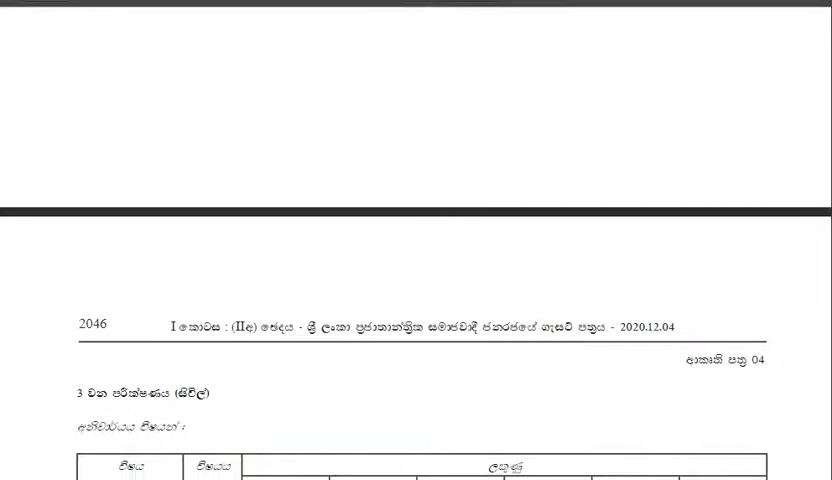 2046 I කොටස : (IIඅ) ඡෙදය - ශ්‍රී ලංකා ප්‍රජාතාන්ත්‍රික සමාජවාදී ජනරජයේ ගැසට් පත්‍රය - 2020.12.04
ආකෘති පත්‍ර 04
3 වන පරීක්ෂණය (සිවිල්)
අනිවාර්යය විෂයන් :
විෂය විෂයය ලකුණු